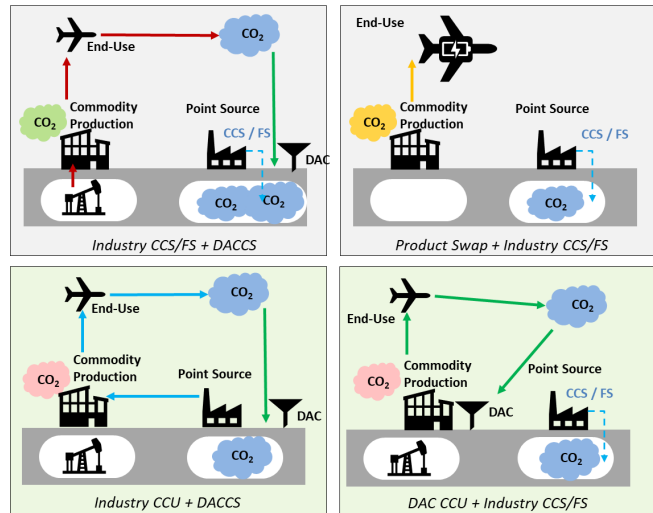 CO2
End-Use
Commodity
Production
CO2
Point Source
CCS / FS
DAC
CO2
CO2
Industry CCS/FS + DACCS
End-Use
Commodity
Production
CO2
Point Source
CCS / FS
CO2
Product Swap + Industry CCS/FS
CO2
End-Use
Commodity
Production
CO2
Point Source
DAC
CO2
Industry CCU + DACCS
CO2
End-Use
Commodity
Production
CO2
Point Source
CCS / FS
DAC
CO2
DAC CCU + Industry CCS/FS